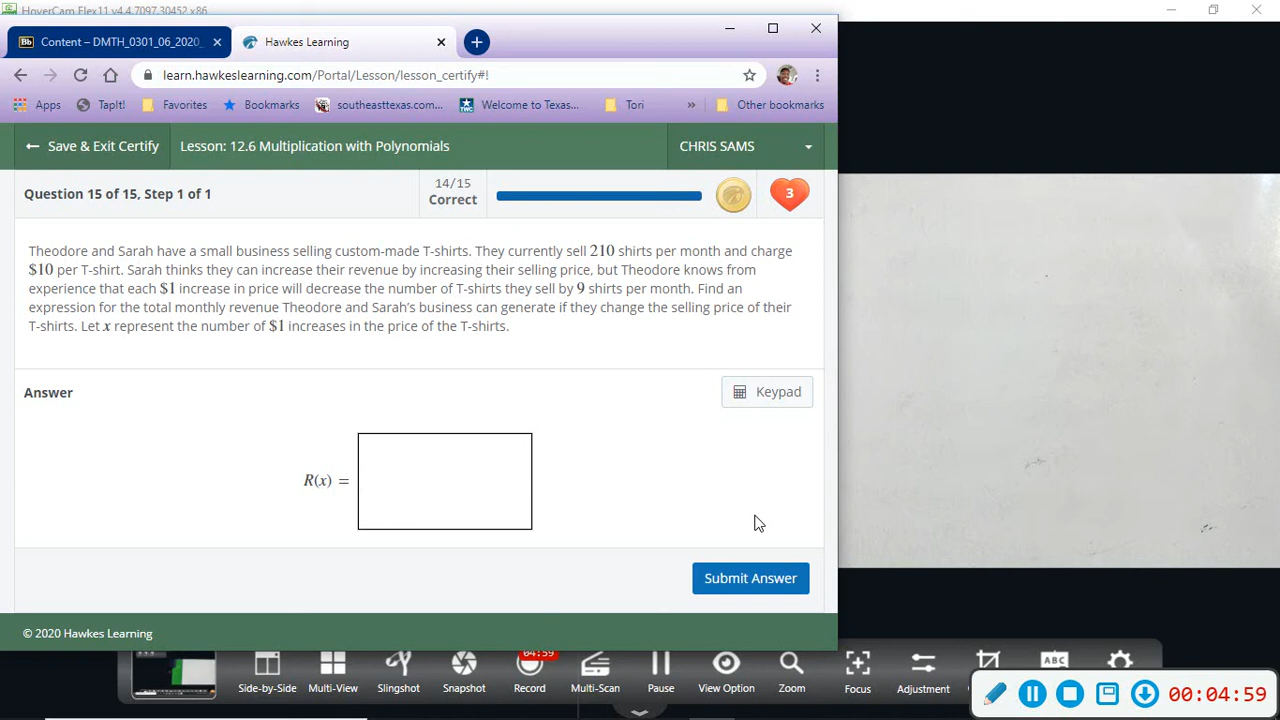 HoverCam Flex11 v4.4.7097.30452 x86
Content – DMTH_0301_06_2020_
Hawkes Learning
learn.hawkeslearning.com/Portal/Lesson/lesson_certify#!
Apps
TapIt!
Favorites
Bookmarks
southeasttexas.com...
Welcome to Texas...
Tori
»
Other bookmarks
← Save & Exit Certify
Lesson: 12.6 Multiplication with Polynomials
CHRIS SAMS
Question 15 of 15, Step 1 of 1
14/15
Correct
3
Theodore and Sarah have a small business selling custom-made T-shirts. They currently sell 210 shirts per month and charge
$10 per T-shirt. Sarah thinks they can increase their revenue by increasing their selling price, but Theodore knows from
experience that each $1 increase in price will decrease the number of T-shirts they sell by 9 shirts per month. Find an
expression for the total monthly revenue Theodore and Sarah's business can generate if they change the selling price of their
T-shirts. Let x represent the number of $1 increases in the price of the T-shirts.
Answer
Keypad
R(x) =
Submit Answer
© 2020 Hawkes Learning
04:59
ABC
Side-by-Side
Multi-View
Slingshot
Snapshot
Record
Multi-Scan
Pause
View Option
Zoom
Focus
Adjustment
00:04:59